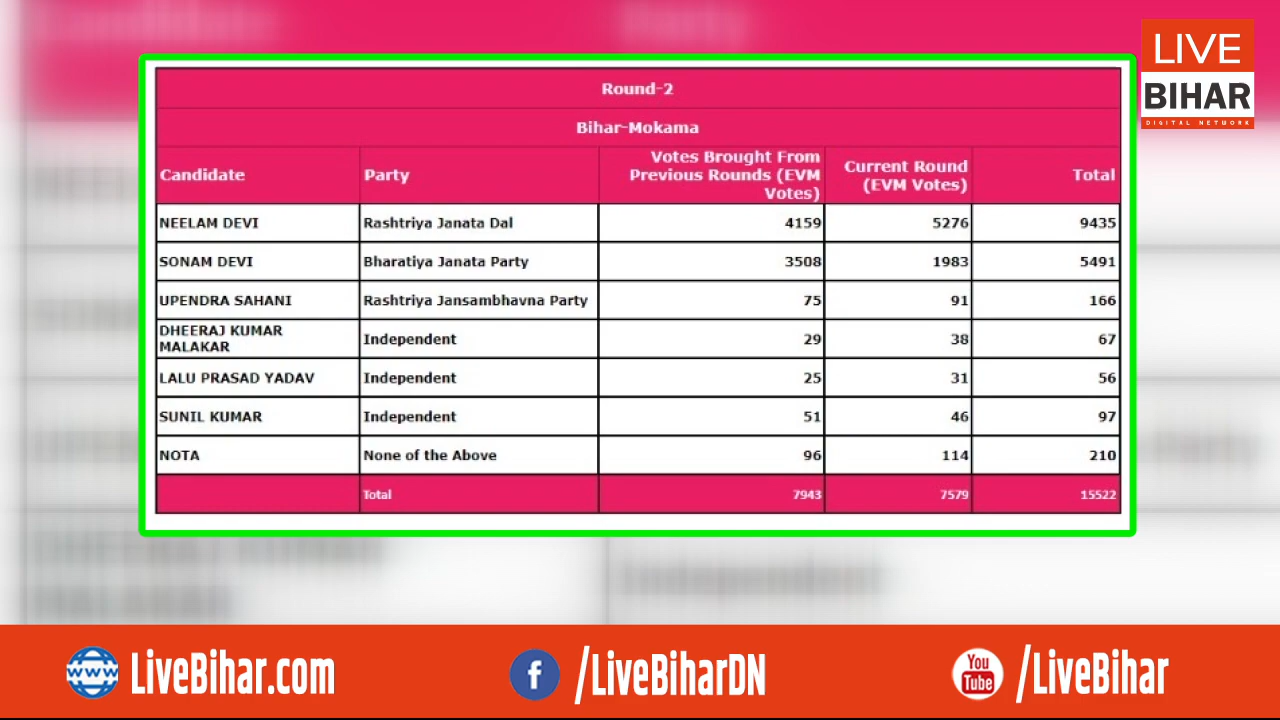 LIVE
BIHAR
DIGITAL NETWORK
Round-2
Bihar-Mokama
Candidate Party Votes Brought From Previous Rounds (EVM Votes) Current Round (EVM Votes) Total
NEELAM DEVI Rashtriya Janata Dal 4159 5276 9435
SONAM DEVI Bharatiya Janata Party 3508 1983 5491
UPENDRA SAHANI Rashtriya Jansambhavna Party 75 91 166
DHEERAJ KUMAR MALAKAR Independent 29 38 67
LALU PRASAD YADAV Independent 25 31 56
SUNIL KUMAR Independent 51 46 97
NOTA None of the Above 96 114 210
Total 7943 7579 15522
www LiveBihar.com f /LiveBiharDN You Tube /LiveBihar